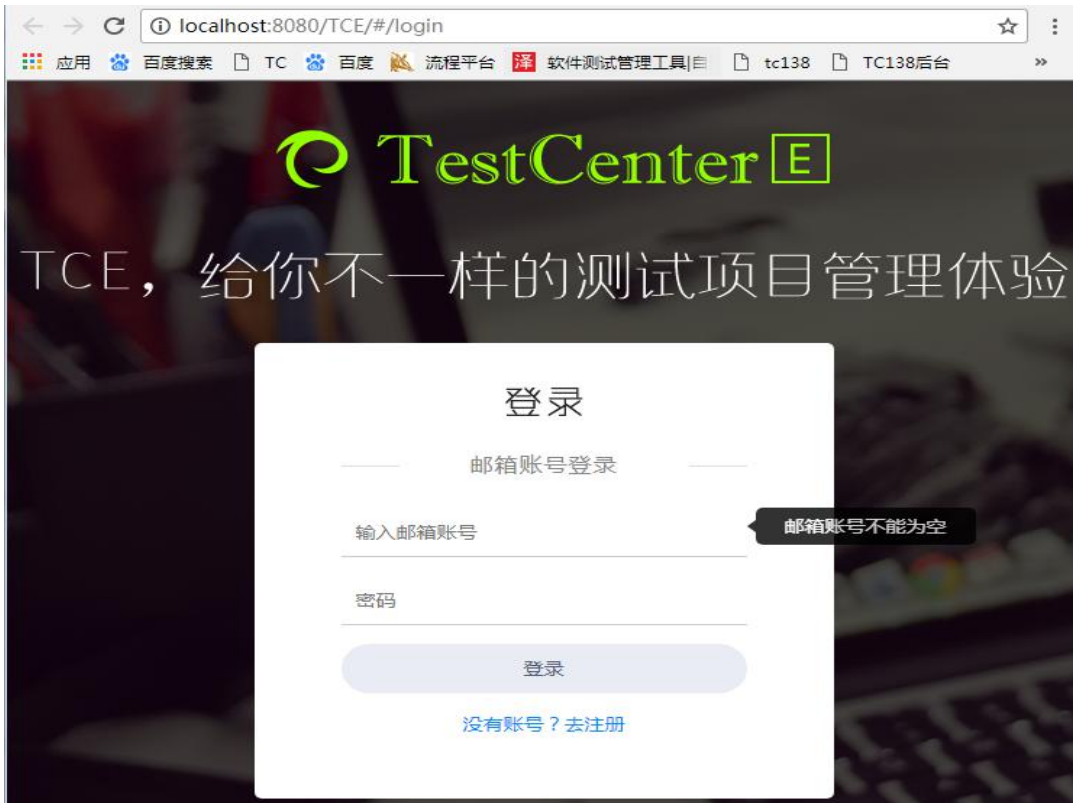 localhost:8080/TCE/#/login
应用 百度搜索 TC 百度 流程平台 泽 软件测试管理工具|自 tc138 TC138后台 »
TestCenter E
TCE，给你不一样的测试项目管理体验
登录
邮箱账号登录
输入邮箱账号
邮箱账号不能为空
密码
登录
没有账号？去注册